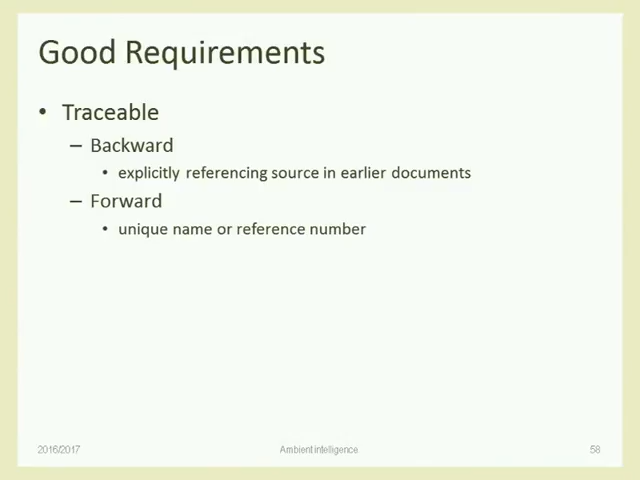 Good Requirements
• Traceable
– Backward
• explicitly referencing source in earlier documents
– Forward
• unique name or reference number
2016/2017 Ambient intelligence 58